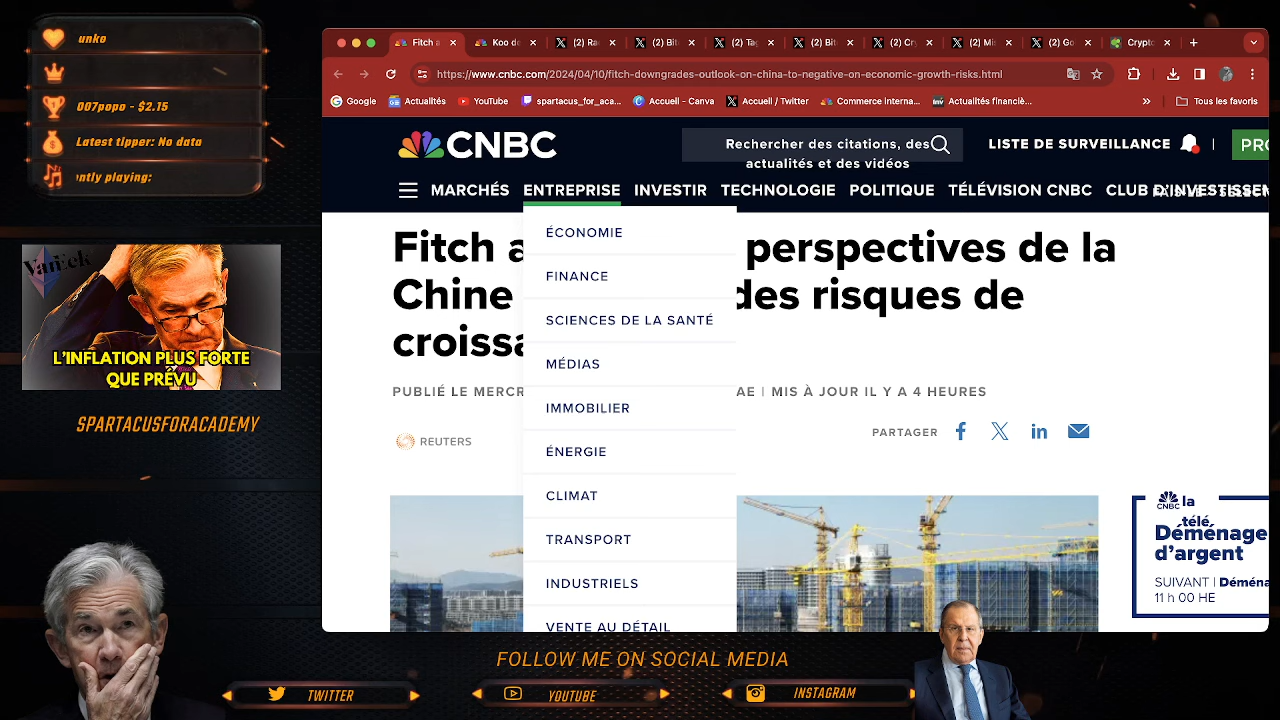 unko
007popo - $2.15
Latest tipper: No data
ntly playing:
VanEck
L'INFLATION PLUS FORTE
QUE PRÉVU
SPARTACUSFORACADEMY
Fitch a
Koo de
(2) Ra
(2) Bit
(2) Tag
(2) Bit
(2) Cry
(2) Mi
(2) Go
Crypto
https://www.cnbc.com/2024/04/10/fitch-downgrades-outlook-on-china-to-negative-on-economic-growth-risks.html
Google
Actualités
YouTube
spartacus_for_aca...
Accueil - Canva
Accueil / Twitter
Commerce interna...
Actualités financiè...
Tous les favoris
CNBC
Rechercher des citations, des
actualités et des vidéos
LISTE DE SURVEILLANCE
PRO
MARCHÉS ENTREPRISE INVESTIR TECHNOLOGIE POLITIQUE TÉLÉVISION CNBC CLUB D'INVESTISSEM
ÉCONOMIE
FINANCE
SCIENCES DE LA SANTÉ
MÉDIAS
IMMOBILIER
ÉNERGIE
CLIMAT
TRANSPORT
INDUSTRIELS
VENTE AU DÉTAIL
Fitch a perspectives de la
Chine des risques de
croissa
PUBLIÉ LE MERCR AE | MIS À JOUR IL Y A 4 HEURES
REUTERS
PARTAGER
CNBC
la
télé
Déménage
d'argent
SUIVANT | Déména
11 h 00 HE
FOLLOW ME ON SOCIAL MEDIA
TWITTER
YOUTUBE
INSTAGRAM